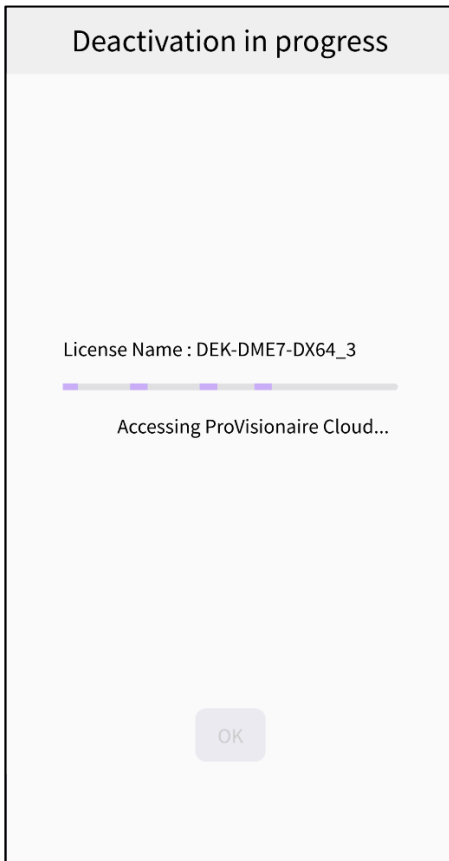 Deactivation in progress
License Name : DEK-DME7-DX64_3
Accessing ProVisionaire Cloud...
OK